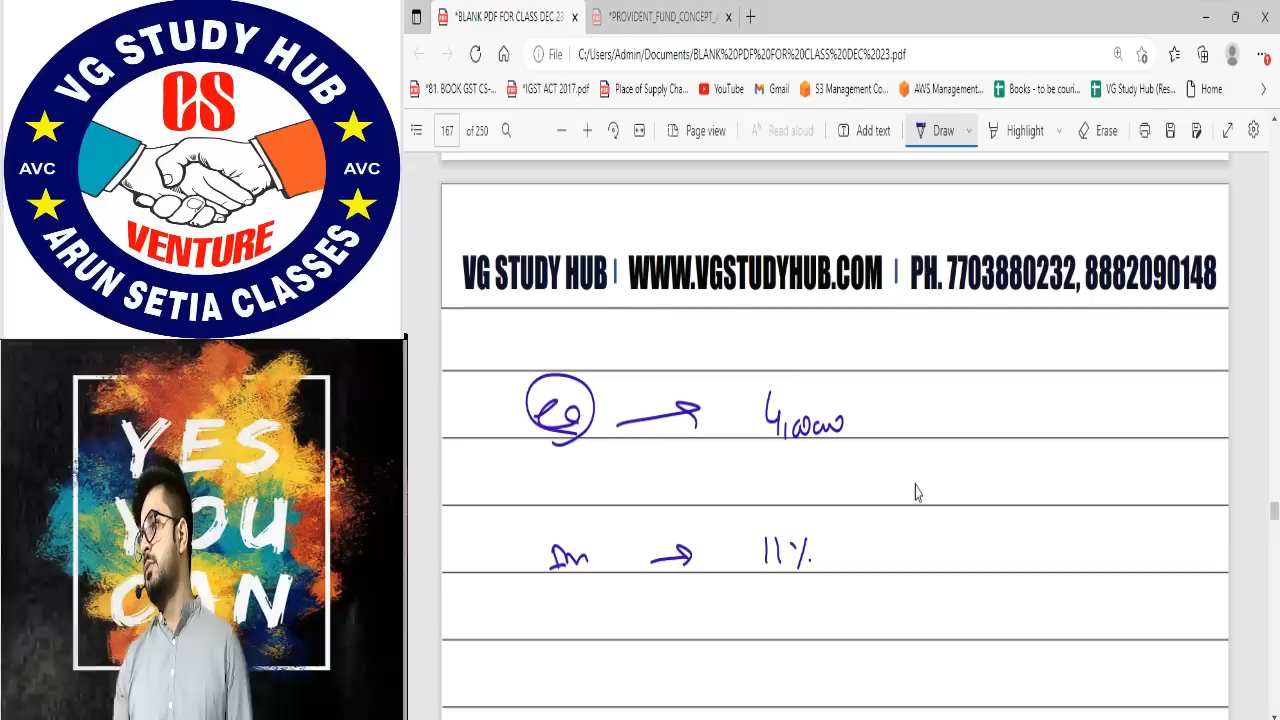 VG STUDY HUB
CS
AVC
AVC
VENTURE
ARUN SETIA CLASSES
YES
YOU
CAN
*BLANK PDF FOR CLASS DEC 23
*PROVIDENT_FUND_CONCEPT_
File
C:/Users/Admin/Documents/BLANK%20PDF%20FOR%20CLASS%20DEC%2023.pdf
*81. BOOK GST CS-...
*IGST ACT 2017.pdf
Place of Supply Cha...
YouTube
Gmail
S3 Management Co...
AWS Management...
Books - to be couri...
VG Study Hub (Res...
Home
167 of 250
Page view
Read aloud
Add text
Draw
Highlight
Erase
VG STUDY HUB | WWW.VGSTUDYHUB.COM | PH. 7703880232, 8882090148
11%